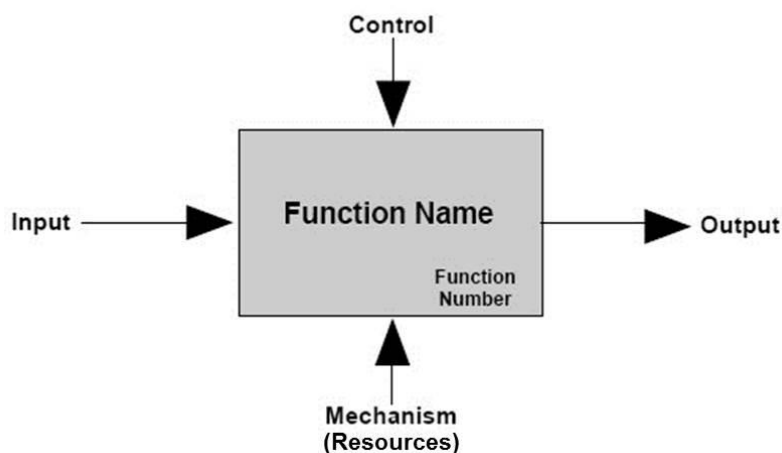 Control
Input
Function Name
Output
Function
Number
Mechanism
(Resources)